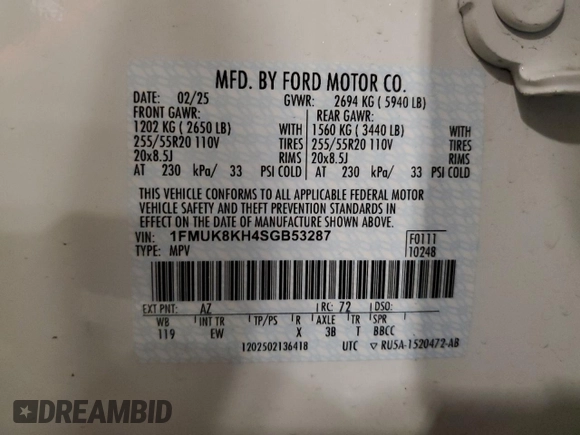 MFD. BY FORD MOTOR CO.
DATE: 02/25 GVWR: 2694 KG ( 5940 LB)
FRONT GAWR: REAR GAWR:
1202 KG ( 2650 LB) WITH 1560 KG ( 3440 LB) WITH
255/55R20 110V TIRES 255/55R20 110V TIRES
20x8.5J RIMS 20x8.5J RIMS
AT 230 kPa/ 33 PSI COLD AT 230 kPa/ 33 PSI COLD
THIS VEHICLE CONFORMS TO ALL APPLICABLE FEDERAL MOTOR
VEHICLE SAFETY AND THEFT PREVENTION STANDARDS IN
EFFECT ON THE DATE OF MANUFACTURE SHOWN ABOVE.
VIN: 1FMUK8KH4SGB53287 F0111
TYPE: MPV 10248
EXT PNT: AZ RC: 72 DSO:
WB INT TR TP/PS R AXLE TR SPR
119 EW X 3B T BBCC
1202502136418 UTC ▽ RU5A-1520472-AB
DREAMBID